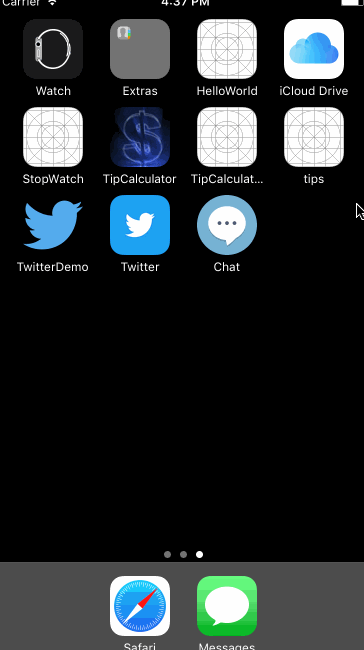 Carrier 4:37 PM
Watch Extras HelloWorld iCloud Drive
StopWatch TipCalculator TipCalculat... tips
TwitterDemo Twitter Chat
Safari Messages